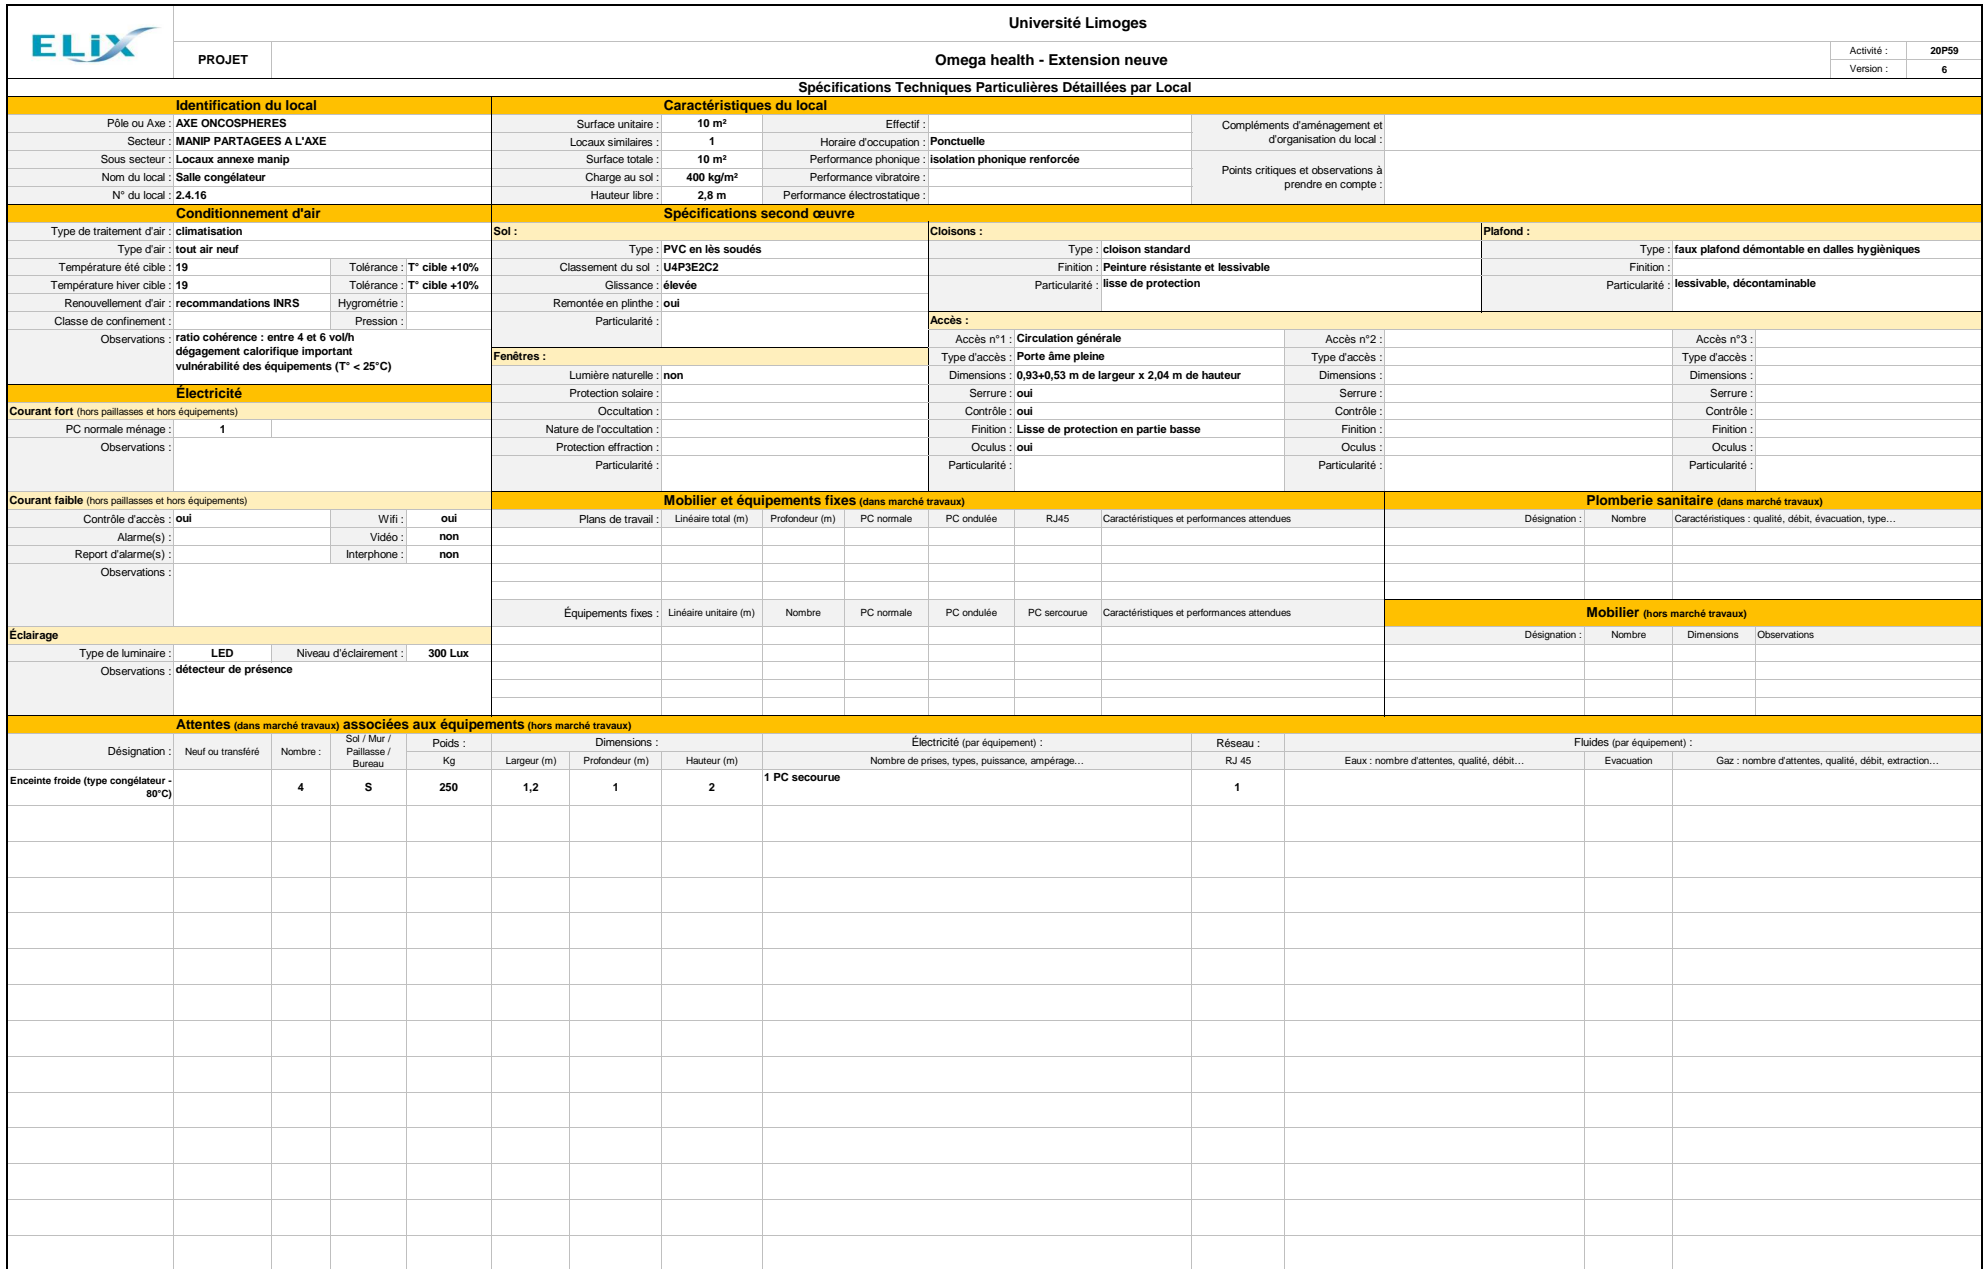 ELiX
Université Limoges
PROJET
Omega health - Extension neuve
Activité : 20P59
Version : 6
Spécifications Techniques Particulières Détaillées par Local
Identification du local
Pôle ou Axe : AXE ONCOSPHERES
Secteur : MANIP PARTAGEES A L'AXE
Sous secteur : Locaux annexe manip
Nom du local : Salle congélateur
N° du local : 2.4.16
Caractéristiques du local
Surface unitaire : 10 m²
Locaux similaires : 1
Surface totale : 10 m²
Charge au sol : 400 kg/m²
Hauteur libre : 2,8 m
Effectif :
Horaire d'occupation : Ponctuelle
Performance phonique : isolation phonique renforcée
Performance vibratoire :
Performance électrostatique :
Compléments d'aménagement et
d'organisation du local :
Points critiques et observations à
prendre en compte :
Conditionnement d'air
Type de traitement d'air : climatisation
Type d'air : tout air neuf
Température été cible : 19 Tolérance : T° cible +10%
Température hiver cible : 19 Tolérance : T° cible +10%
Renouvellement d'air : recommandations INRS Hygrométrie :
Classe de confinement : Pression :
Observations : ratio cohérence : entre 4 et 6 vol/h
dégagement calorifique important
vulnérabilité des équipements (T° < 25°C)
Spécifications second œuvre
Sol :
Type : PVC en lès soudés
Classement du sol : U4P3E2C2
Glissance : élevée
Remontée en plinthe : oui
Particularité :
Cloisons :
Type : cloison standard
Finition : Peinture résistante et lessivable
Particularité : lisse de protection
Plafond :
Type : faux plafond démontable en dalles hygièniques
Finition :
Particularité : lessivable, décontaminable
Fenêtres :
Lumière naturelle : non
Protection solaire :
Occultation :
Nature de l'occultation :
Protection effraction :
Particularité :
Accès :
Accès n°1 : Circulation générale Accès n°2 : Accès n°3 :
Type d'accès : Porte âme pleine Type d'accès : Type d'accès :
Dimensions : 0,93+0,53 m de largeur x 2,04 m de hauteur Dimensions : Dimensions :
Serrure : oui Serrure : Serrure :
Contrôle : oui Contrôle : Contrôle :
Finition : Lisse de protection en partie basse Finition : Finition :
Oculus : oui Oculus : Oculus :
Particularité : Particularité : Particularité :
Électricité
Courant fort (hors paillasses et hors équipements)
PC normale ménage : 1
Observations :
Courant faible (hors paillasses et hors équipements)
Contrôle d'accès : oui Wifi : oui
Alarme(s) : Vidéo : non
Report d'alarme(s) : Interphone : non
Observations :
Éclairage
Type de luminaire : LED Niveau d'éclairement : 300 Lux
Observations : détecteur de présence
Mobilier et équipements fixes (dans marché travaux)
Plans de travail : Linéaire total (m) Profondeur (m) PC normale PC ondulée RJ45 Caractéristiques et performances attendues
Équipements fixes : Linéaire unitaire (m) Nombre PC normale PC ondulée PC sercourue Caractéristiques et performances attendues
Plomberie sanitaire (dans marché travaux)
Désignation : Nombre Caractéristiques : qualité, débit, évacuation, type…
Mobilier (hors marché travaux)
Désignation : Nombre Dimensions Observations
Attentes (dans marché travaux) associées aux équipements (hors marché travaux)
Désignation : Neuf ou transféré Nombre : Sol / Mur / Paillasse / Bureau Poids : Dimensions : Électricité (par équipement) : Réseau : Fluides (par équipement) :
Kg Largeur (m) Profondeur (m) Hauteur (m) Nombre de prises, types, puissance, ampérage… RJ 45 Eaux : nombre d'attentes, qualité, débit… Evacuation Gaz : nombre d'attentes, qualité, débit, extraction…
Enceinte froide (type congélateur -
80°C) 4 S 250 1,2 1 2 1 PC secourue 1